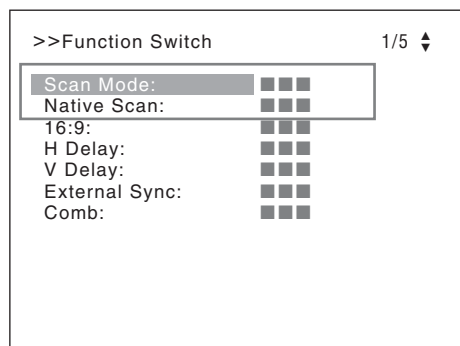 >>Function Switch 1/5
Scan Mode: ■■■
Native Scan: ■■■
16:9: ■■■
H Delay: ■■■
V Delay: ■■■
External Sync: ■■■
Comb: ■■■